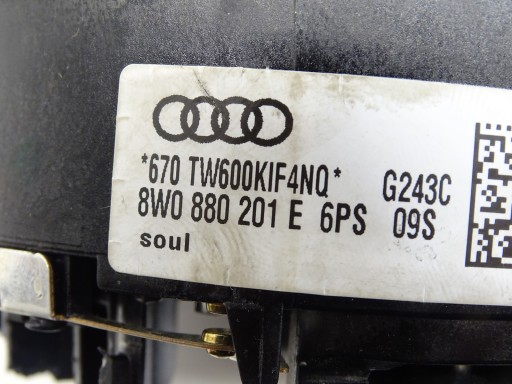 *670 TW600KIF4NQ* G243C
8W0 880 201 E 6PS 09S
soul